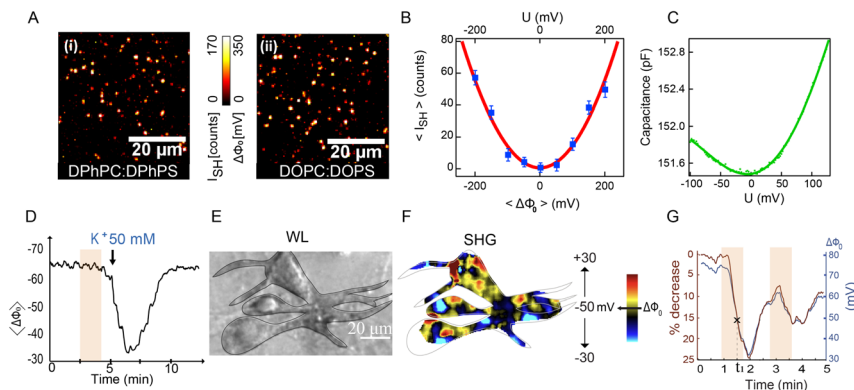 A
(i)
DPhPC:DPhPS
20 µm
I_SH[counts]
0 170
ΔΦ₀[mV]
0 350
(ii)
DOPC:DOPS
20 µm
B
U
mV
-200 0 200
< I_SH > (counts)
80
60
40
20
0
-200 0 200
< ΔΦ₀ > (mV)
C
Capacitance (pF)
152.8
152.4
152.0
151.6
-100 -50 0 50 100
U (mV)
D
K⁺50 mM
⟨ΔΦ₀⟩
-70
-60
-50
-40
-30
0 5 10
Time (min)
E
WL
20 µm
F
SHG
+30
-50 mV
-30
ΔΦ₀
G
% decrease
0
5
10
15
20
25
ΔΦ₀
80
70
60
50
40
30
(mV)
0 1 t₁ 2 3 4 5
Time (min)